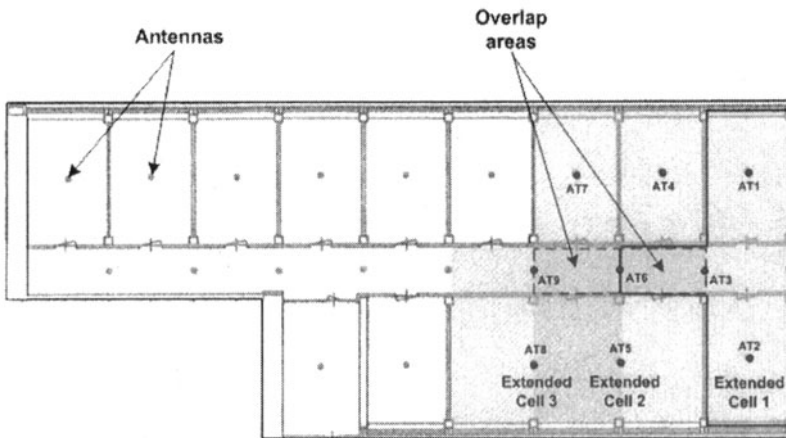 Antennas
Overlap
areas
AT7
AT4
AT1
AT9
AT6
AT3
AT8
AT5
AT2
Extended
Cell 3
Extended
Cell 2
Extended
Cell 1